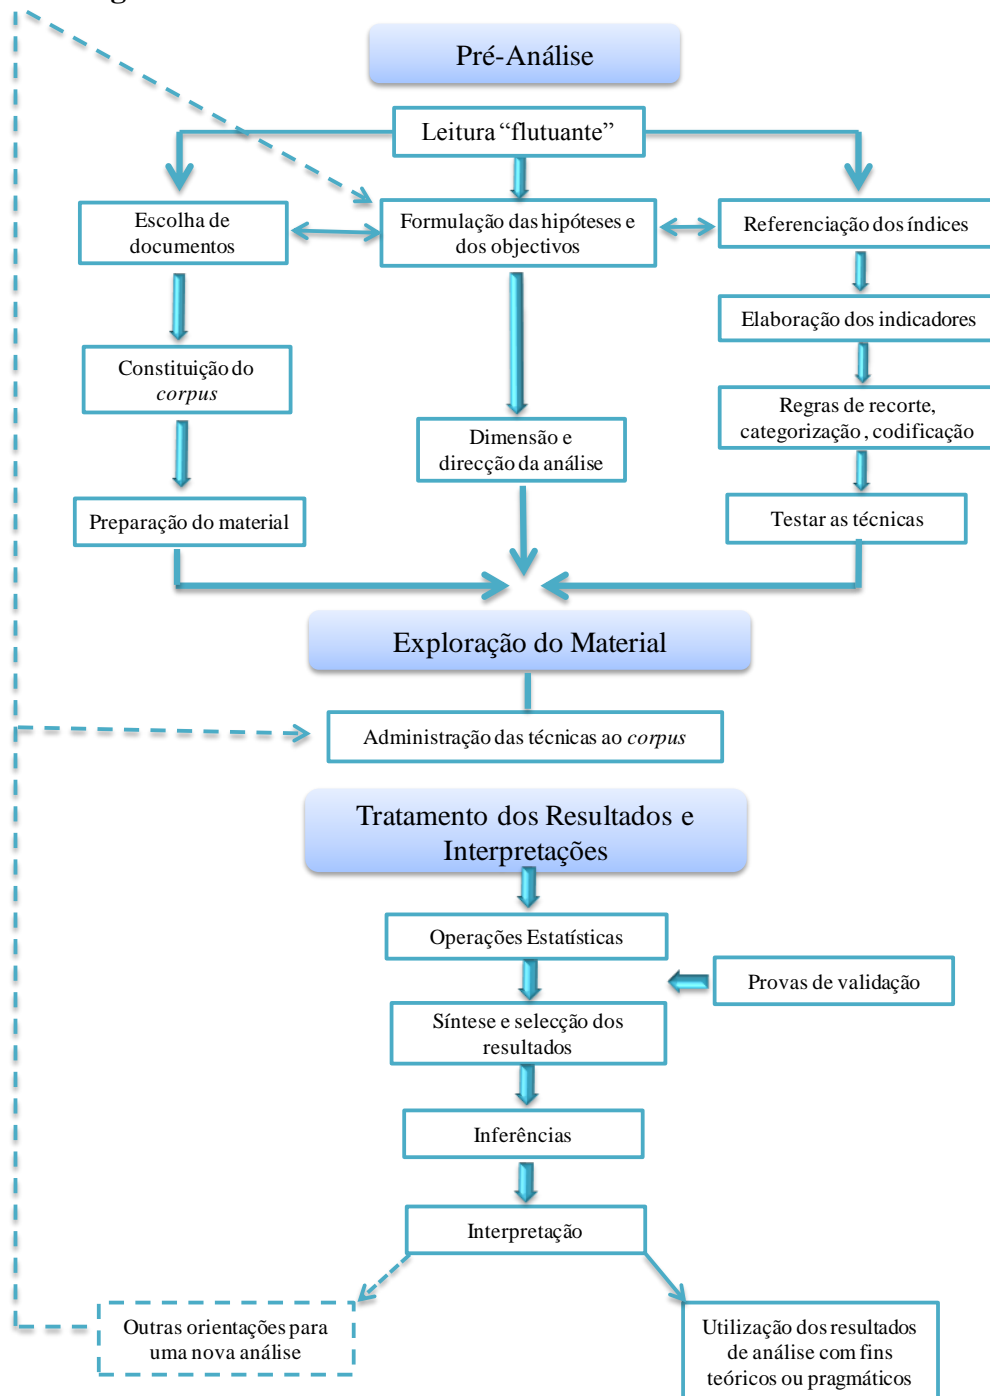 Pré-Análise
Leitura “flutuante”
Escolha de
documentos
Formulação das hipóteses e
dos objectivos
Referenciação dos índices
Elaboração dos indicadores
Constituição do
corpus
Regras de recorte,
categorização , codificação
Dimensão e
direcção da análise
Preparação do material
Testar as técnicas
Exploração do Material
Administração das técnicas ao corpus
Tratamento dos Resultados e
Interpretações
Operações Estatísticas
Provas de validação
Síntese e selecção dos
resultados
Inferências
Interpretação
Outras orientações para
uma nova análise
Utilização dos resultados
de análise com fins
teóricos ou pragmáticos